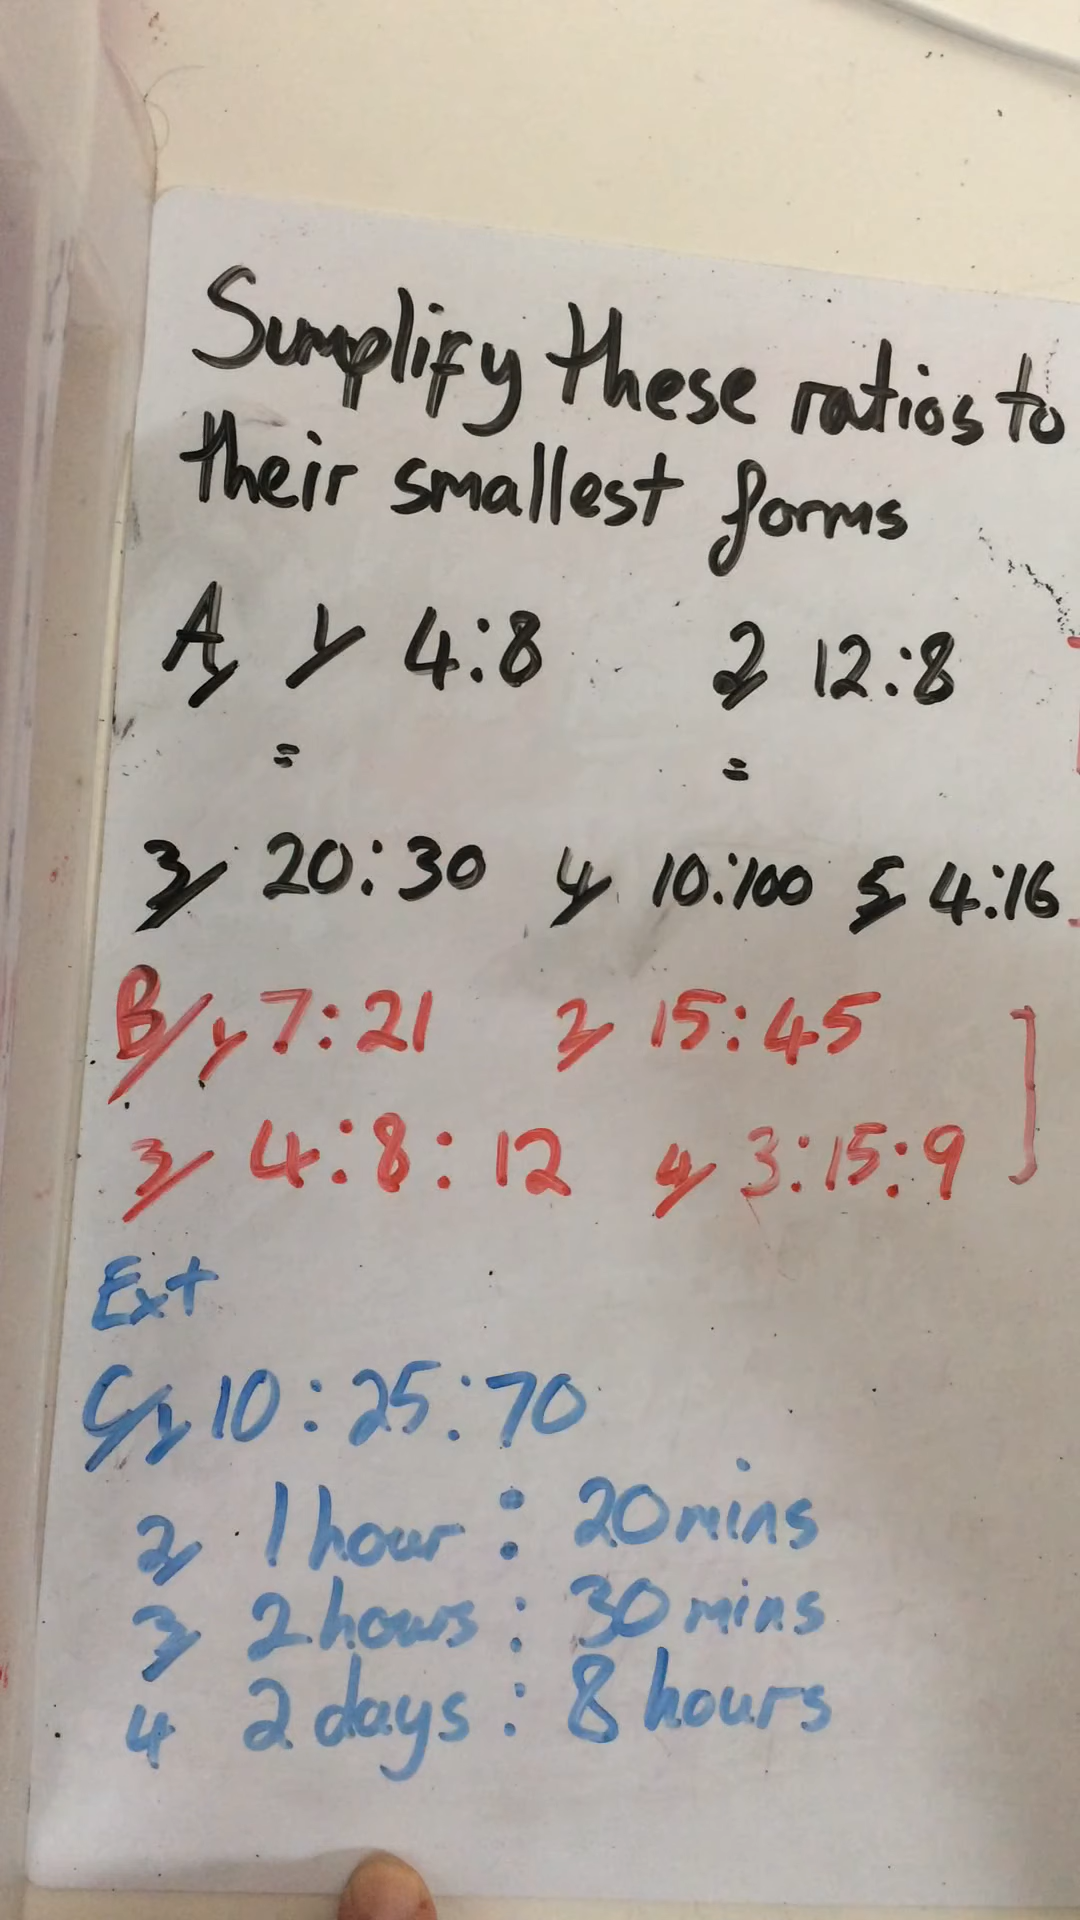 Simplify these ratios to
their smallest forms
A, 1, 4:8 2, 12:8
= =
3, 20:30 4, 10:100 5, 4:16
B, 1, 7:21 2, 15:45 ]
3, 4:8:12 4, 3:15:9
Ext
C, 1, 10:25:70
2, 1 hour : 20 mins
3, 2 hours : 30 mins
4 2 days : 8 hours